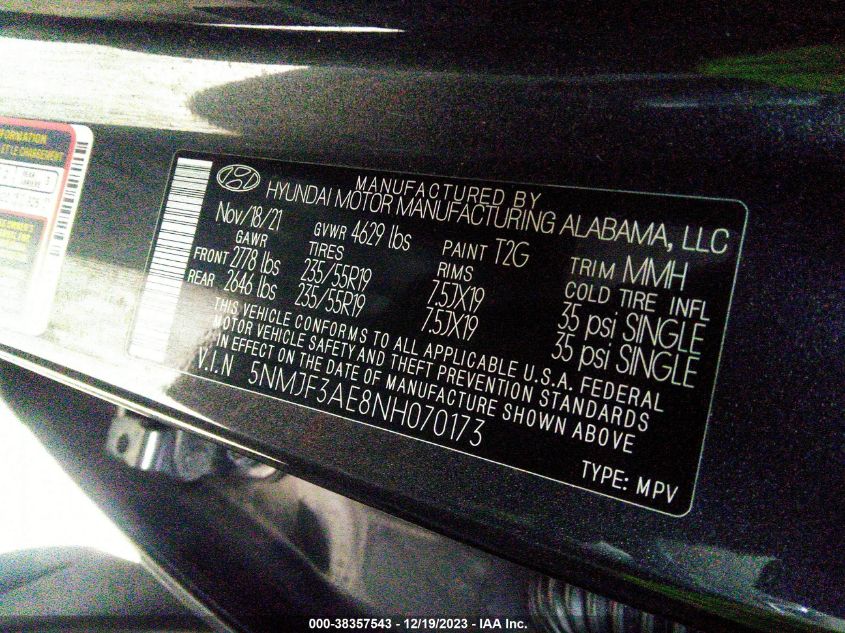 MANUFACTURED BY
HYUNDAI MOTOR MANUFACTURING ALABAMA, LLC
Nov/18/21 GVWR 4629 lbs PAINT T2G TRIM MMH
GAWR TIRES RIMS COLD TIRE INFL
FRONT 2778 lbs 235/55R19 7.5JX19 35 psi SINGLE
REAR 2646 lbs 235/55R19 7.5JX19 35 psi SINGLE
THIS VEHICLE CONFORMS TO ALL APPLICABLE U.S.A. FEDERAL
MOTOR VEHICLE SAFETY AND THEFT PREVENTION STANDARDS
IN EFFECT ON THE DATE OF MANUFACTURE SHOWN ABOVE
V.I.N 5NMJF3AE8NH070173
TYPE: MPV
ET LE CHARGEMENT
000-38357543 - 12/19/2023 - IAA Inc.